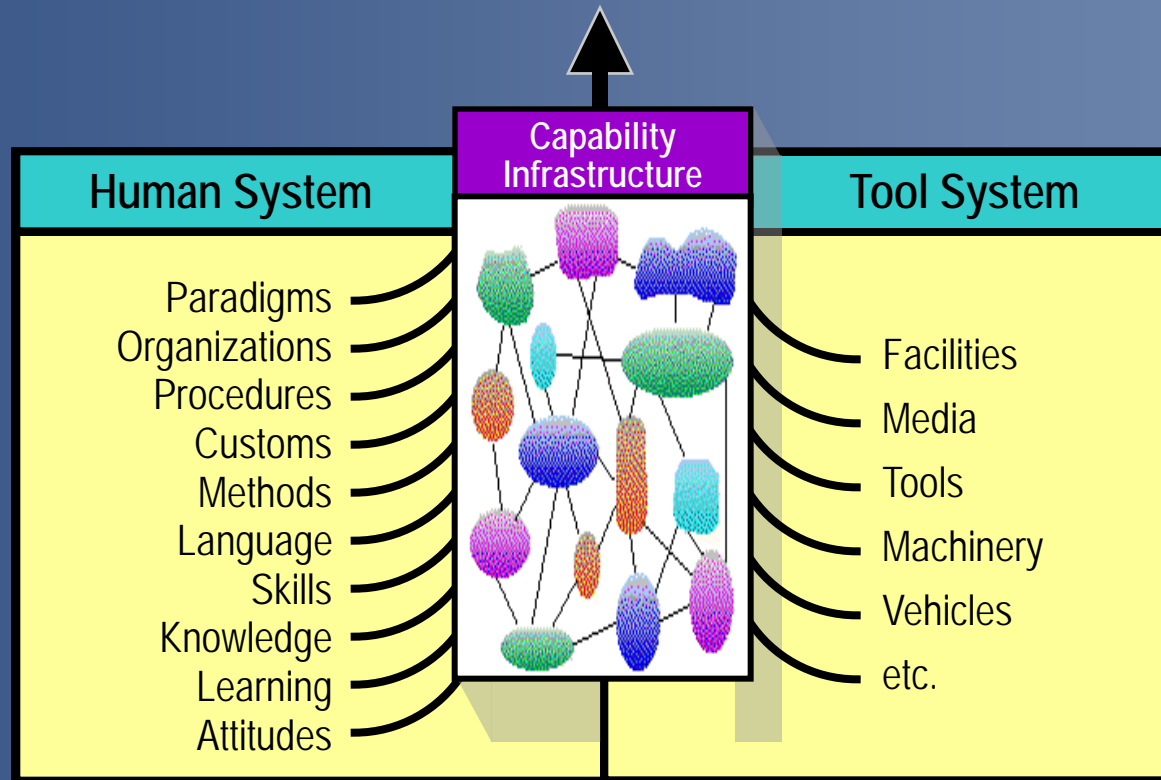 Capability
Infrastructure
Human System
Tool System
Paradigms
Organizations
Procedures
Customs
Methods
Language
Skills
Knowledge
Learning
Attitudes
Facilities
Media
Tools
Machinery
Vehicles
etc.